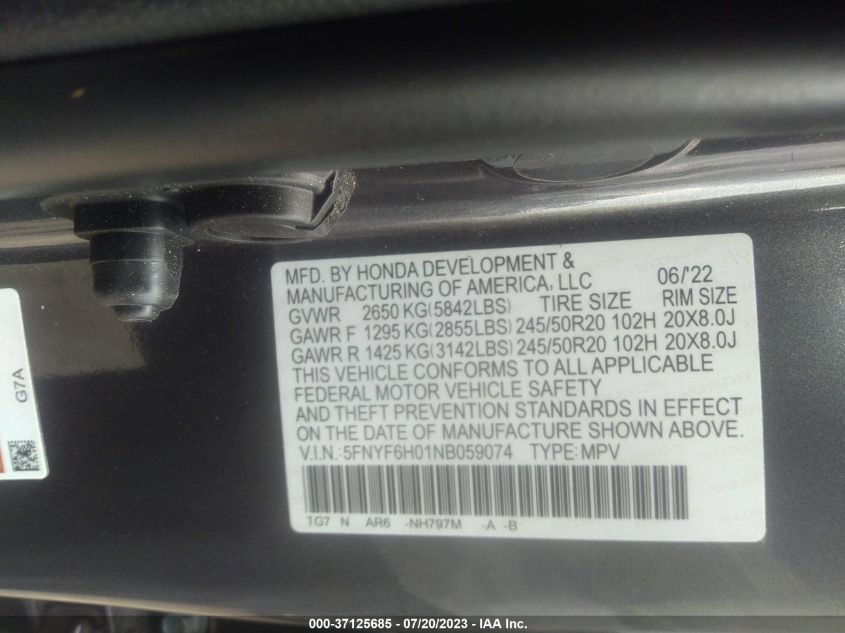 MFD. BY HONDA DEVELOPMENT &
MANUFACTURING OF AMERICA, LLC 06/'22
GVWR 2650 KG(5842LBS) TIRE SIZE RIM SIZE
GAWR F 1295 KG(2855LBS) 245/50R20 102H 20X8.0J
GAWR R 1425 KG(3142LBS) 245/50R20 102H 20X8.0J
THIS VEHICLE CONFORMS TO ALL APPLICABLE
FEDERAL MOTOR VEHICLE SAFETY
AND THEFT PREVENTION STANDARDS IN EFFECT
ON THE DATE OF MANUFACTURE SHOWN ABOVE.
V.I.N.:5FNYF6H01NB059074 TYPE:MPV
TG7 N AR6 -NH797M -A -B
G7A
000-37125685 / 07/20/2023 - IAA Inc.